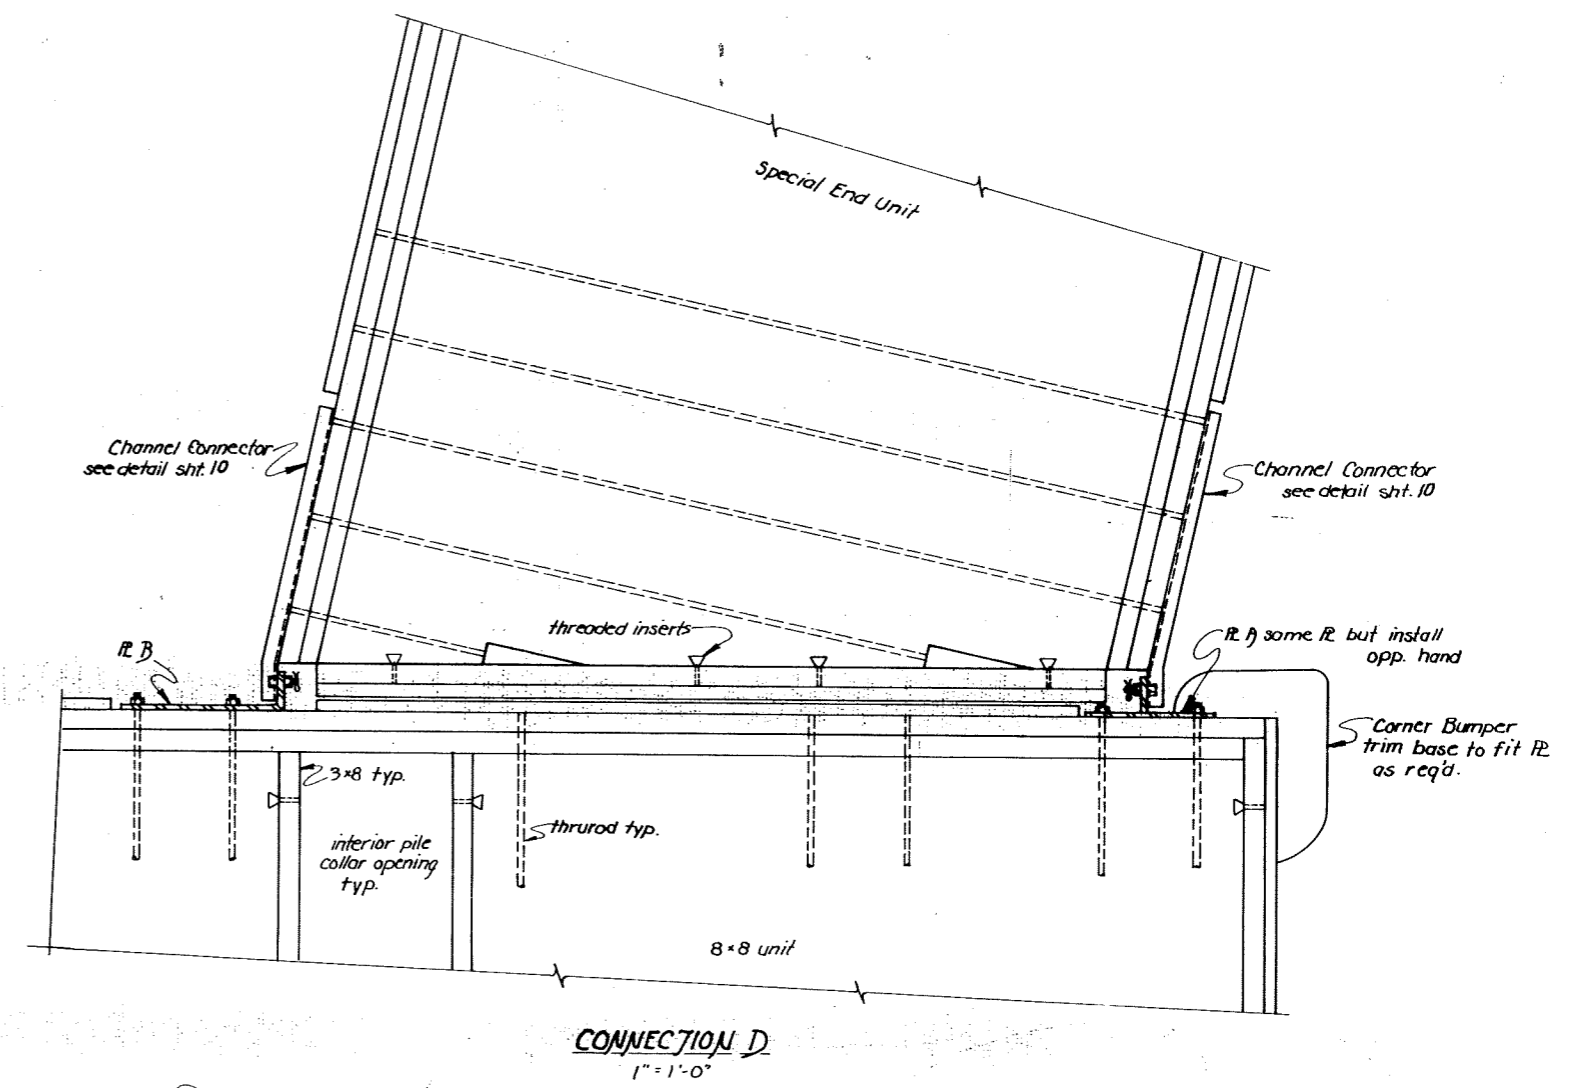 Special End Unit
Channel Connector
see detail sht. 10
Channel Connector
see detail sht. 10
threaded inserts
PL B
PL A same PL but install
opp. hand
Corner Bumper
trim base to fit PL
as req'd.
3×8 typ.
thrurod typ.
interior pile
collar opening
typ.
8×8 unit
CONNECTION D
1" = 1'-0"